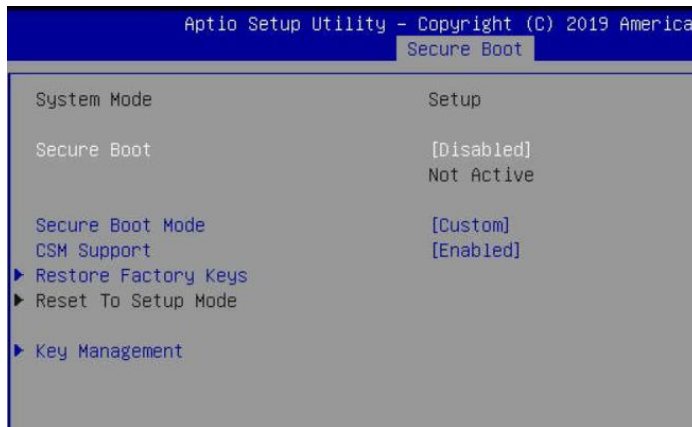 Aptio Setup Utility – Copyright (C) 2019 America
Secure Boot
System Mode Setup
Secure Boot [Disabled]
Not Active
Secure Boot Mode [Custom]
CSM Support [Enabled]
Restore Factory Keys
Reset To Setup Mode
Key Management